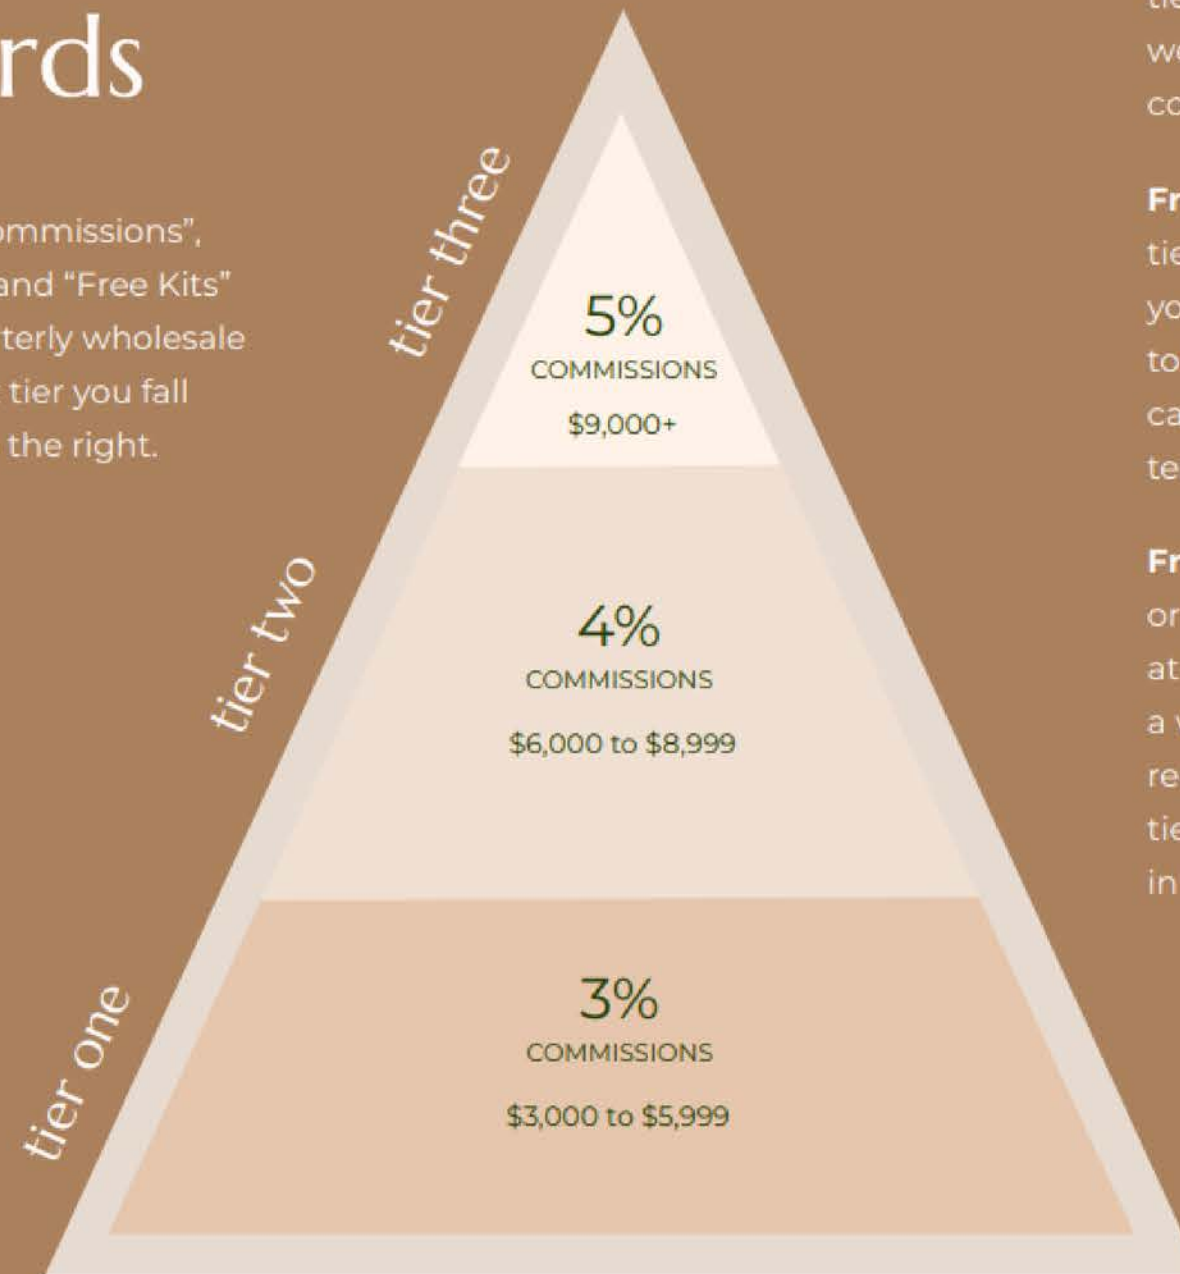 rds
ommissions”,
and “Free Kits”
terly wholesale
tier you fall
the right.
tier three
5%
COMMISSIONS
$9,000+
tier two
4%
COMMISSIONS
$6,000 to $8,999
tier one
3%
COMMISSIONS
$3,000 to $5,999
we
co
Fr
tie
yo
to
ca
te
Fr
or
at
a
re
tie
in